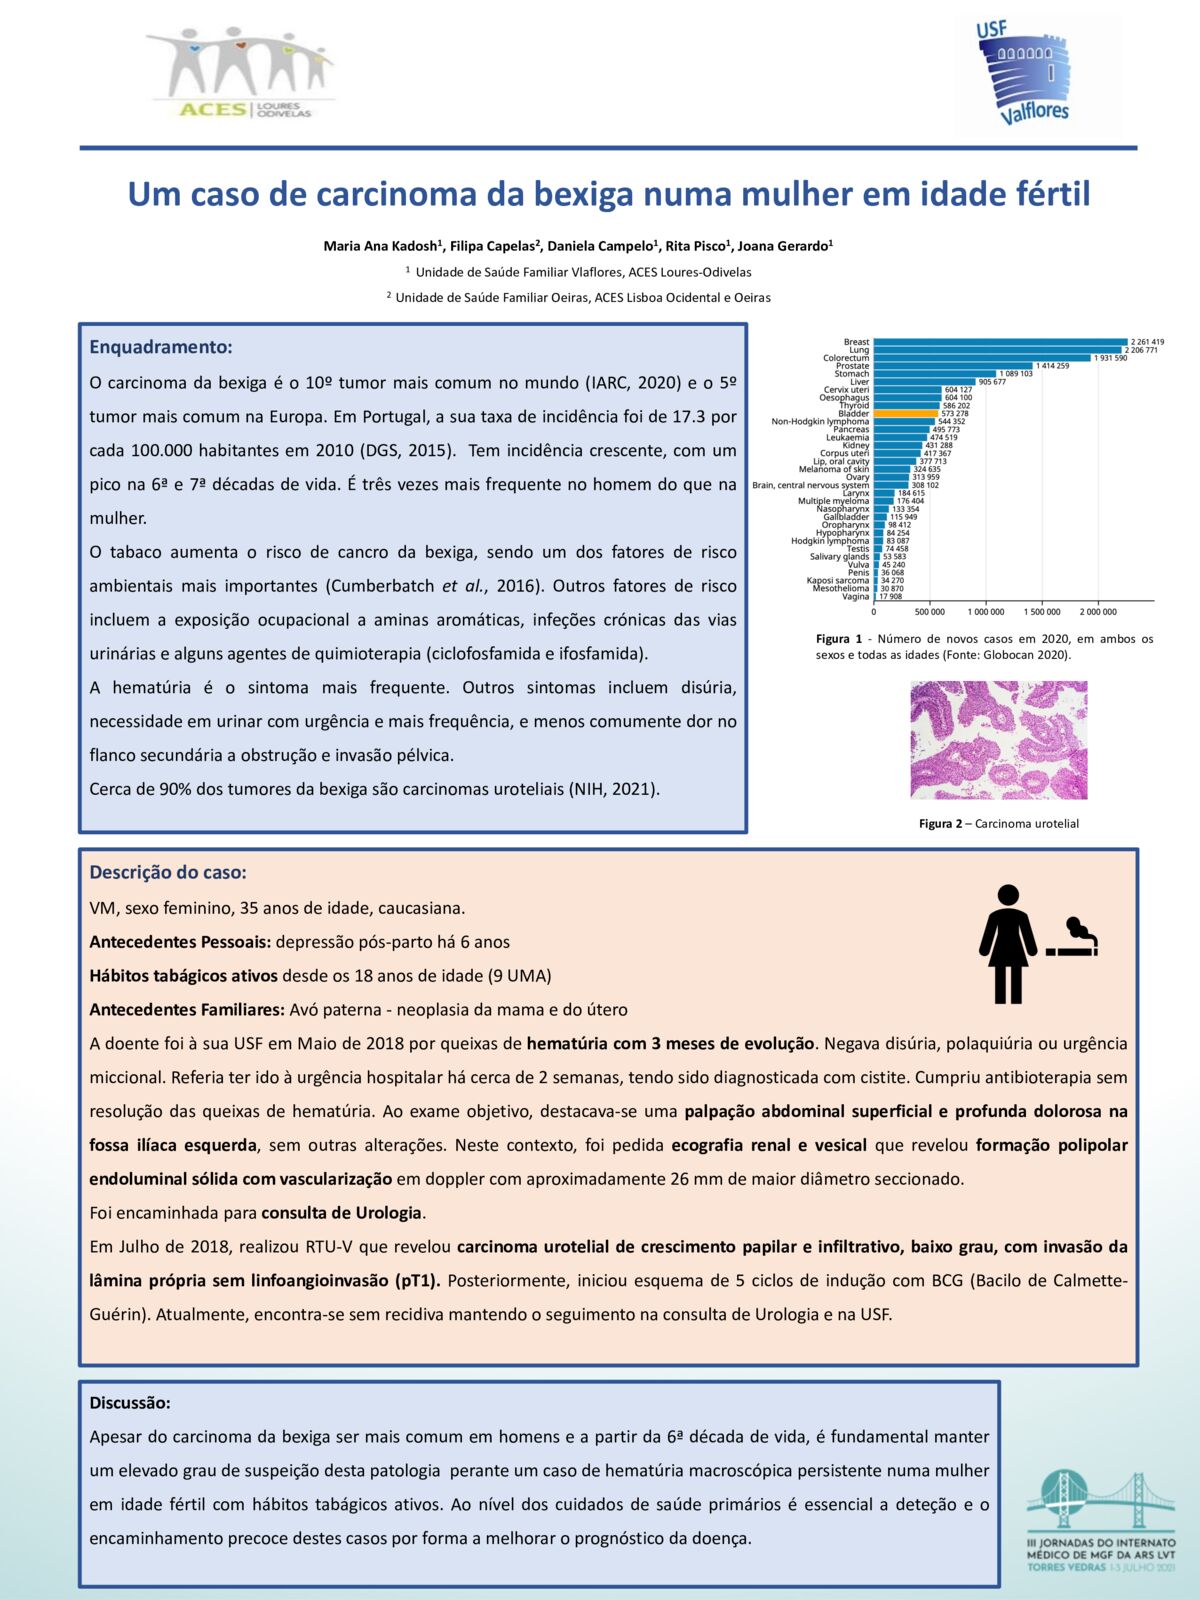 ACES | LOURES
ODIVELAS
USF
Valflores
Um caso de carcinoma da bexiga numa mulher em idade fértil
Maria Ana Kadosh¹, Filipa Capelas², Daniela Campelo¹, Rita Pisco¹, Joana Gerardo¹
¹ Unidade de Saúde Familiar Vlaflores, ACES Loures-Odivelas
² Unidade de Saúde Familiar Oeiras, ACES Lisboa Ocidental e Oeiras
Enquadramento:
O carcinoma da bexiga é o 10º tumor mais comum no mundo (IARC, 2020) e o 5º
tumor mais comum na Europa. Em Portugal, a sua taxa de incidência foi de 17.3 por
cada 100.000 habitantes em 2010 (DGS, 2015). Tem incidência crescente, com um
pico na 6ª e 7ª décadas de vida. É três vezes mais frequente no homem do que na
mulher.
O tabaco aumenta o risco de cancro da bexiga, sendo um dos fatores de risco
ambientais mais importantes (Cumberbatch et al., 2016). Outros fatores de risco
incluem a exposição ocupacional a aminas aromáticas, infeções crónicas das vias
urinárias e alguns agentes de quimioterapia (ciclofosfamida e ifosfamida).
A hematúria é o sintoma mais frequente. Outros sintomas incluem disúria,
necessidade em urinar com urgência e mais frequência, e menos comumente dor no
flanco secundária a obstrução e invasão pélvica.
Cerca de 90% dos tumores da bexiga são carcinomas uroteliais (NIH, 2021).
Breast 2 261 419
Lung 2 206 771
Colorectum 1 931 590
Prostate 1 414 259
Stomach 1 089 103
Liver 905 677
Cervix uteri 604 127
Oesophagus 604 100
Thyroid 586 202
Bladder 573 278
Non-Hodgkin lymphoma 544 352
Pancreas 495 773
Leukaemia 474 519
Kidney 431 288
Corpus uteri 417 367
Lip, oral cavity 377 713
Melanoma of skin 324 635
Ovary 313 959
Brain, central nervous system 308 102
Larynx 184 615
Multiple myeloma 176 404
Nasopharynx 133 354
Gallbladder 115 949
Oropharynx 98 412
Hypopharynx 84 254
Hodgkin lymphoma 83 087
Testis 74 458
Salivary glands 53 583
Vulva 45 240
Penis 36 068
Kaposi sarcoma 34 270
Mesothelioma 30 870
Vagina 17 908
0 500 000 1 000 000 1 500 000 2 000 000
Figura 1 - Número de novos casos em 2020, em ambos os
sexos e todas as idades (Fonte: Globocan 2020).
Figura 2 – Carcinoma urotelial
Descrição do caso:
VM, sexo feminino, 35 anos de idade, caucasiana.
Antecedentes Pessoais: depressão pós-parto há 6 anos
Hábitos tabágicos ativos desde os 18 anos de idade (9 UMA)
Antecedentes Familiares: Avó paterna - neoplasia da mama e do útero
A doente foi à sua USF em Maio de 2018 por queixas de hematúria com 3 meses de evolução. Negava disúria, polaquiúria ou urgência
miccional. Referia ter ido à urgência hospitalar há cerca de 2 semanas, tendo sido diagnosticada com cistite. Cumpriu antibioterapia sem
resolução das queixas de hematúria. Ao exame objetivo, destacava-se uma palpação abdominal superficial e profunda dolorosa na
fossa ilíaca esquerda, sem outras alterações. Neste contexto, foi pedida ecografia renal e vesical que revelou formação polipolar
endoluminal sólida com vascularização em doppler com aproximadamente 26 mm de maior diâmetro seccionado.
Foi encaminhada para consulta de Urologia.
Em Julho de 2018, realizou RTU-V que revelou carcinoma urotelial de crescimento papilar e infiltrativo, baixo grau, com invasão da
lâmina própria sem linfoangioinvasão (pT1). Posteriormente, iniciou esquema de 5 ciclos de indução com BCG (Bacilo de Calmette-
Guérin). Atualmente, encontra-se sem recidiva mantendo o seguimento na consulta de Urologia e na USF.
Discussão:
Apesar do carcinoma da bexiga ser mais comum em homens e a partir da 6ª década de vida, é fundamental manter
um elevado grau de suspeição desta patologia perante um caso de hematúria macroscópica persistente numa mulher
em idade fértil com hábitos tabágicos ativos. Ao nível dos cuidados de saúde primários é essencial a deteção e o
encaminhamento precoce destes casos por forma a melhorar o prognóstico da doença.
III JORNADAS DO INTERNATO
MÉDICO DE MGF DA ARS LVT
TORRES VEDRAS 1-3 JULHO 2021